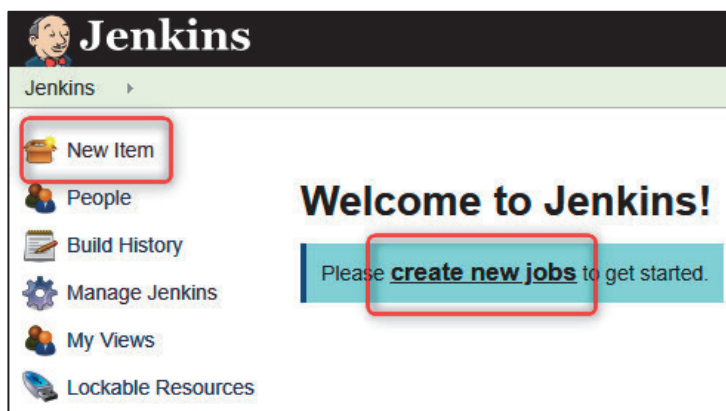 Jenkins
Jenkins
New Item
People
Build History
Manage Jenkins
My Views
Lockable Resources
Welcome to Jenkins!
Please create new jobs to get started.